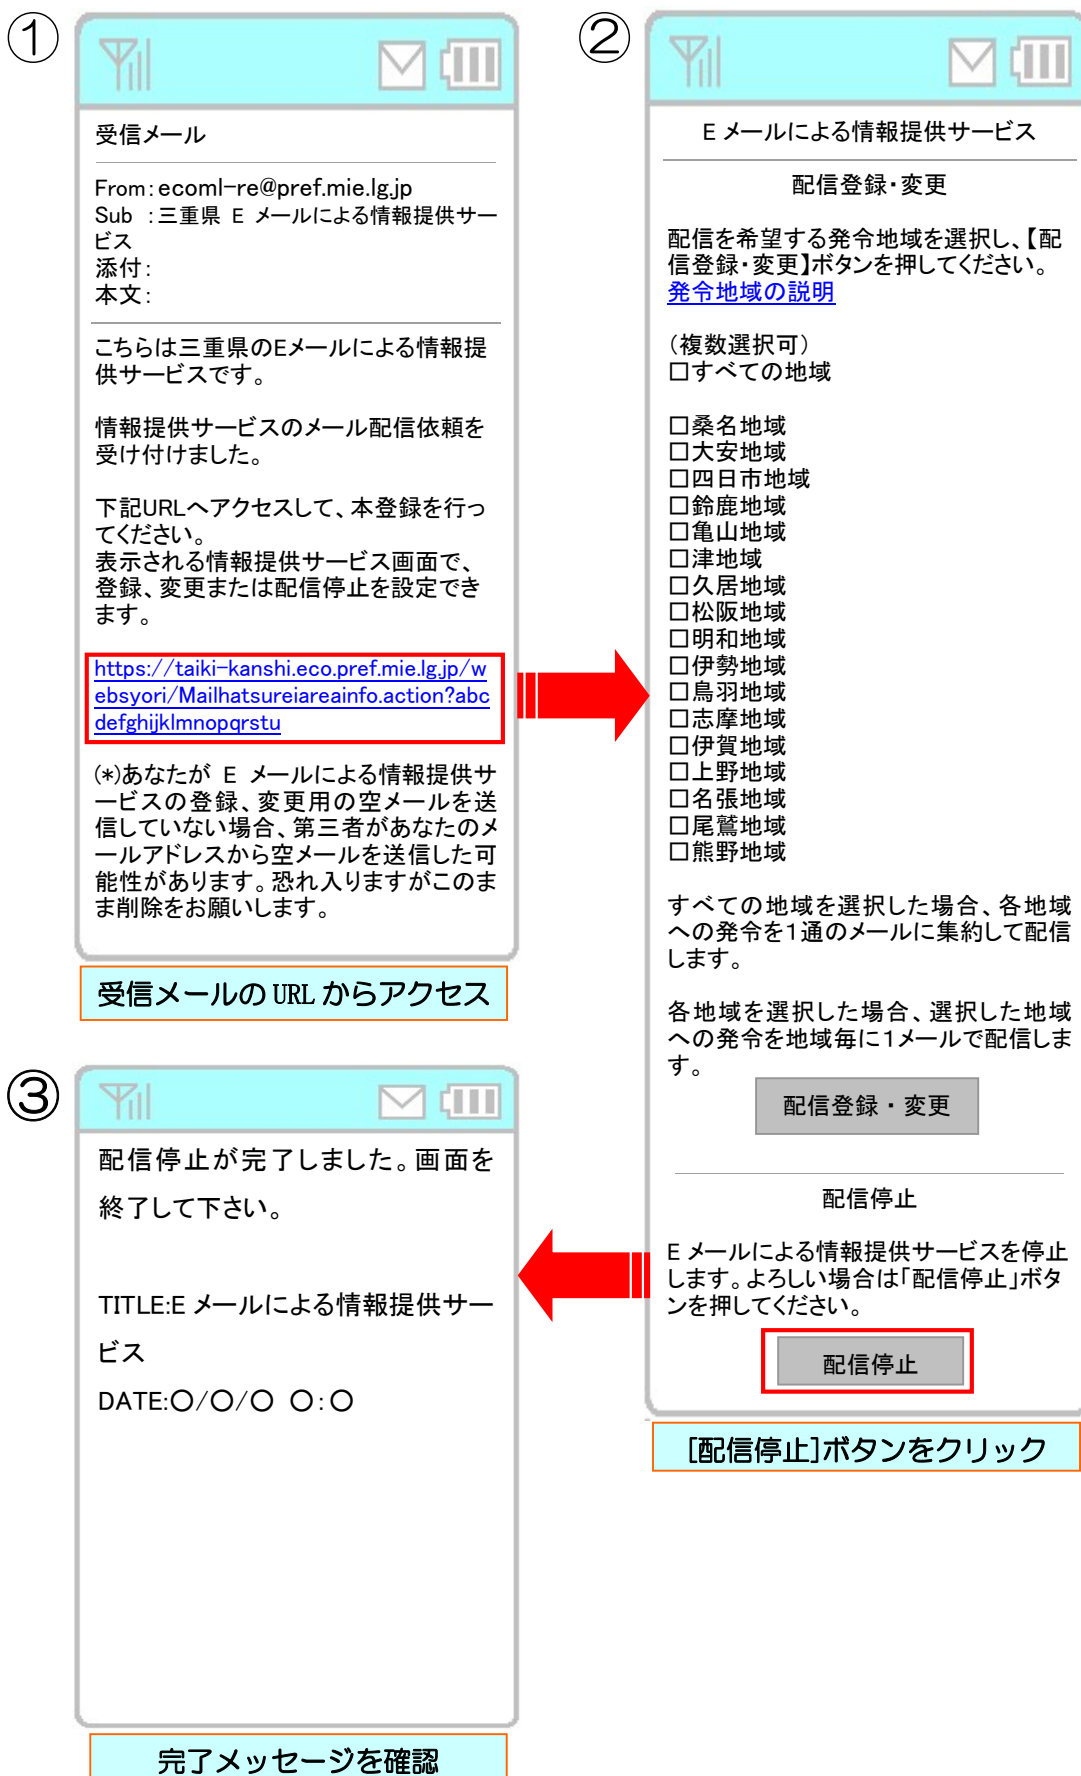 ①
受信メール
From：ecoml-re@pref.mie.lg.jp
Sub ：三重県 E メールによる情報提供サー
ビス
添付：
本文：
こちらは三重県のEメールによる情報提
供サービスです。
情報提供サービスのメール配信依頼を
受け付けました。
下記URLへアクセスして、本登録を行っ
てください。
表示される情報提供サービス画面で、
登録、変更または配信停止を設定でき
ます。
https://taiki-kanshi.eco.pref.mie.lg.jp/w
ebsyori/Mailhatsureiareainfo.action?abc
defghijklmnopqrstu
(*)あなたが E メールによる情報提供サ
ービスの登録、変更用の空メールを送
信していない場合、第三者があなたのメ
ールアドレスから空メールを送信した可
能性があります。恐れ入りますがこのま
ま削除をお願いします。
受信メールの URL からアクセス
②
E メールによる情報提供サービス
配信登録・変更
配信を希望する発令地域を選択し、【配
信登録・変更】ボタンを押してください。
発令地域の説明
（複数選択可）
□すべての地域
□桑名地域
□大安地域
□四日市地域
□鈴鹿地域
□亀山地域
□津地域
□久居地域
□松阪地域
□明和地域
□伊勢地域
□鳥羽地域
□志摩地域
□伊賀地域
□上野地域
□名張地域
□尾鷲地域
□熊野地域
すべての地域を選択した場合、各地域
への発令を1通のメールに集約して配信
します。
各地域を選択した場合、選択した地域
への発令を地域毎に1メールで配信しま
す。
配信登録・変更
配信停止
E メールによる情報提供サービスを停止
します。よろしい場合は「配信停止」ボタ
ンを押してください。
配信停止
[配信停止]ボタンをクリック
③
配信停止が完了しました。画面を
終了して下さい。
TITLE:E メールによる情報提供サー
ビス
DATE:〇/〇/〇 〇:〇
完了メッセージを確認